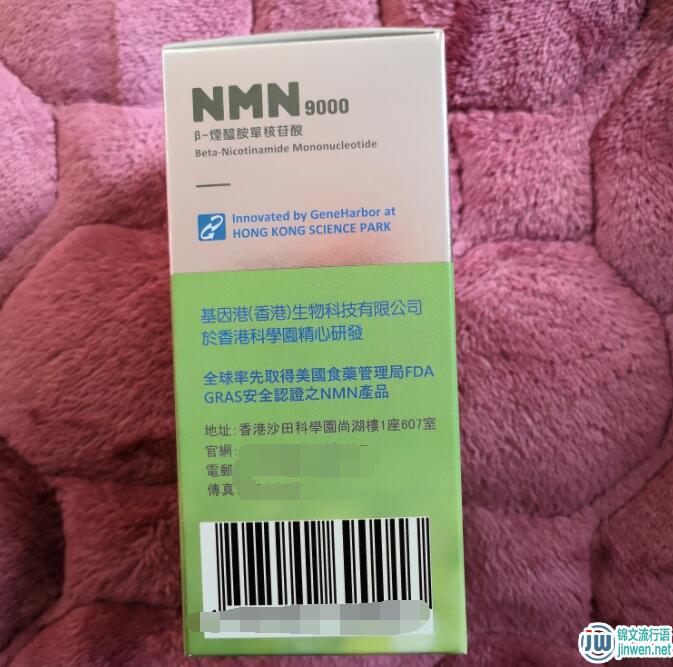 NMN 9000
β-煙醯胺單核苷酸
Beta-Nicotinamide Mononucleotide
Innovated by GeneHarbor at
HONG KONG SCIENCE PARK
基因港(香港)生物科技有限公司
於香港科學園精心研發
全球率先取得美國食藥管理局FDA
GRAS安全認證之NMN產品
地址:香港沙田科學園尚湖樓1座607室
官網:
電郵
傳真
JW
锦文流行语
jinwen.net